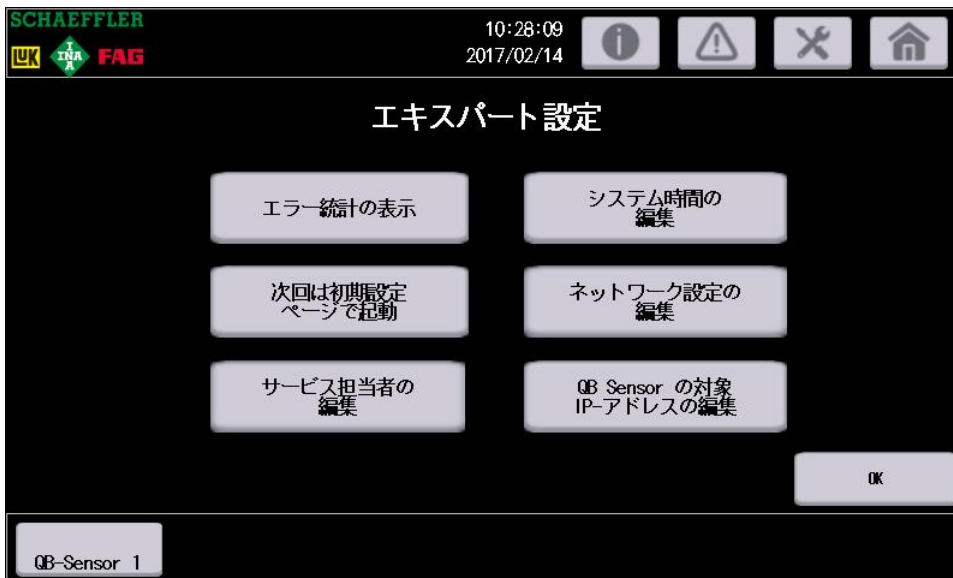 SCHAEFFLER
LUK INA FAG
10:28:09
2017/02/14
エキスパート設定
エラー統計の表示
システム時間の
編集
次回は初期設定
ページで起動
ネットワーク設定の
編集
サービス担当者の
編集
QB Sensor の対象
IP-アドレスの編集
OK
QB-Sensor 1